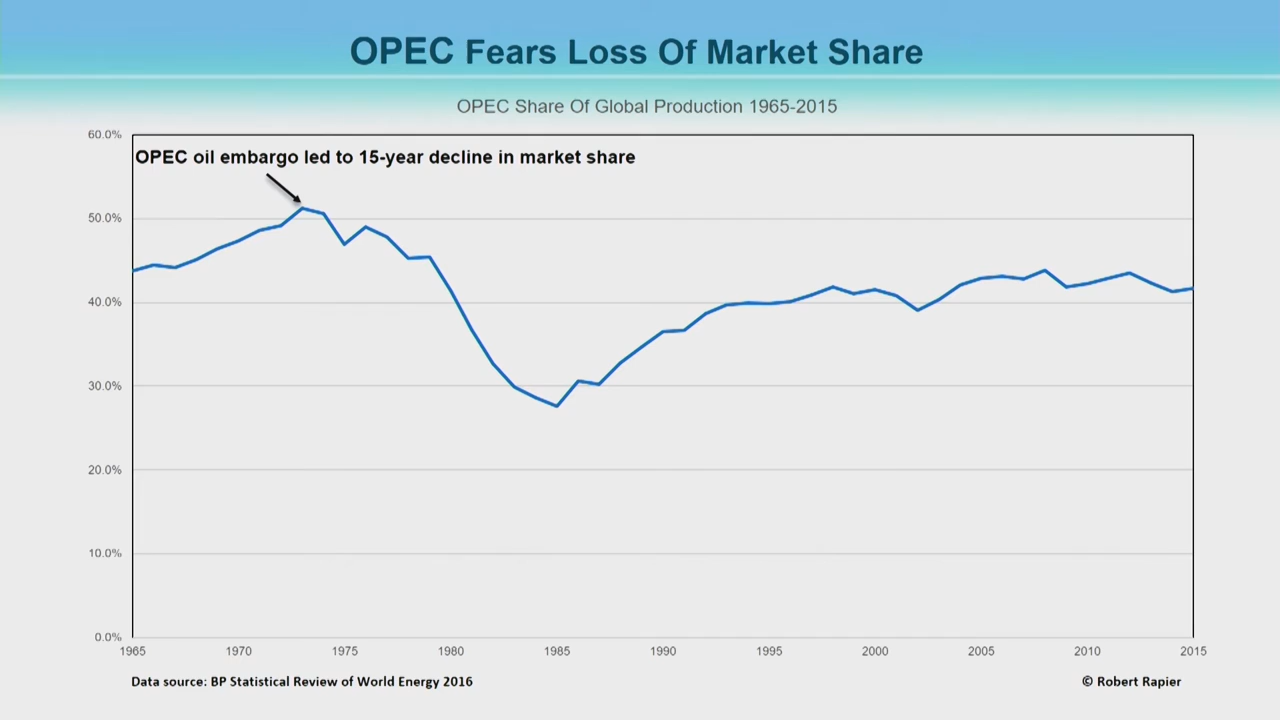 OPEC Fears Loss Of Market Share
OPEC Share Of Global Production 1965-2015
60.0%
OPEC oil embargo led to 15-year decline in market share
50.0%
40.0%
30.0%
20.0%
10.0%
0.0%
1965 1970 1975 1980 1985 1990 1995 2000 2005 2010 2015
Data source: BP Statistical Review of World Energy 2016 © Robert Rapier